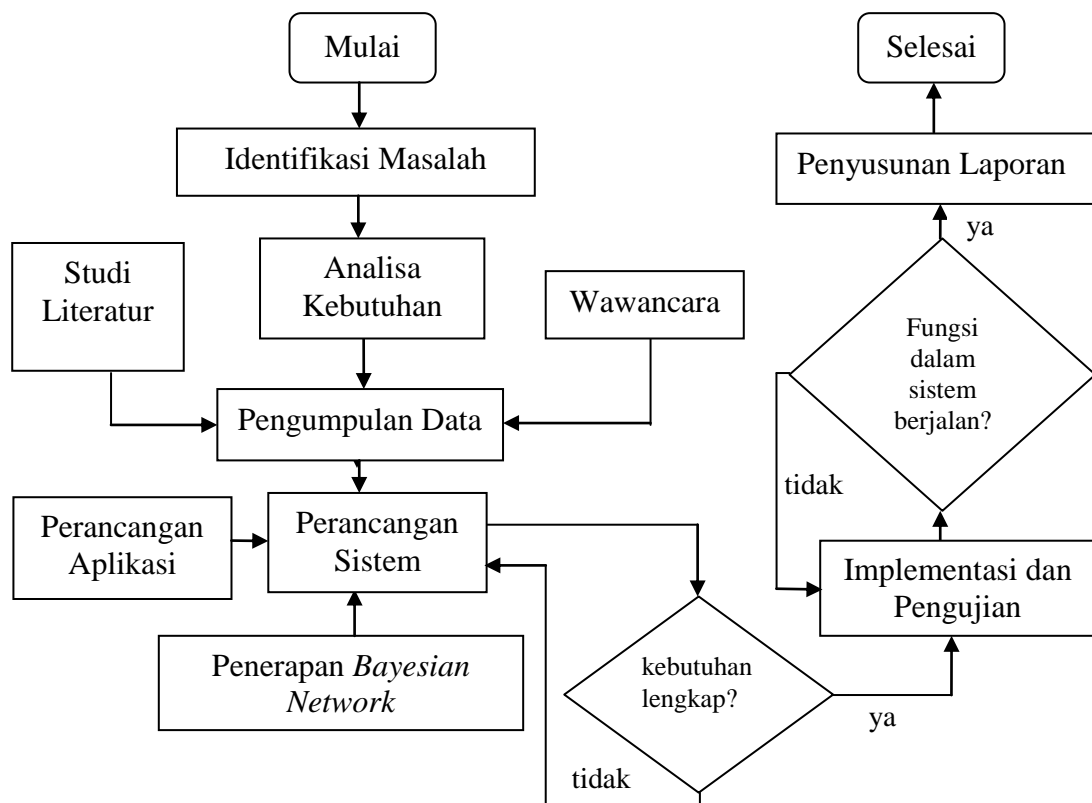 Mulai
Identifikasi Masalah
Studi
Literatur
Analisa
Kebutuhan
Wawancara
Pengumpulan Data
Perancangan
Aplikasi
Perancangan
Sistem
Penerapan Bayesian
Network
kebutuhan
lengkap?
tidak
ya
Implementasi dan
Pengujian
tidak
Fungsi
dalam
sistem
berjalan?
ya
Penyusunan Laporan
Selesai